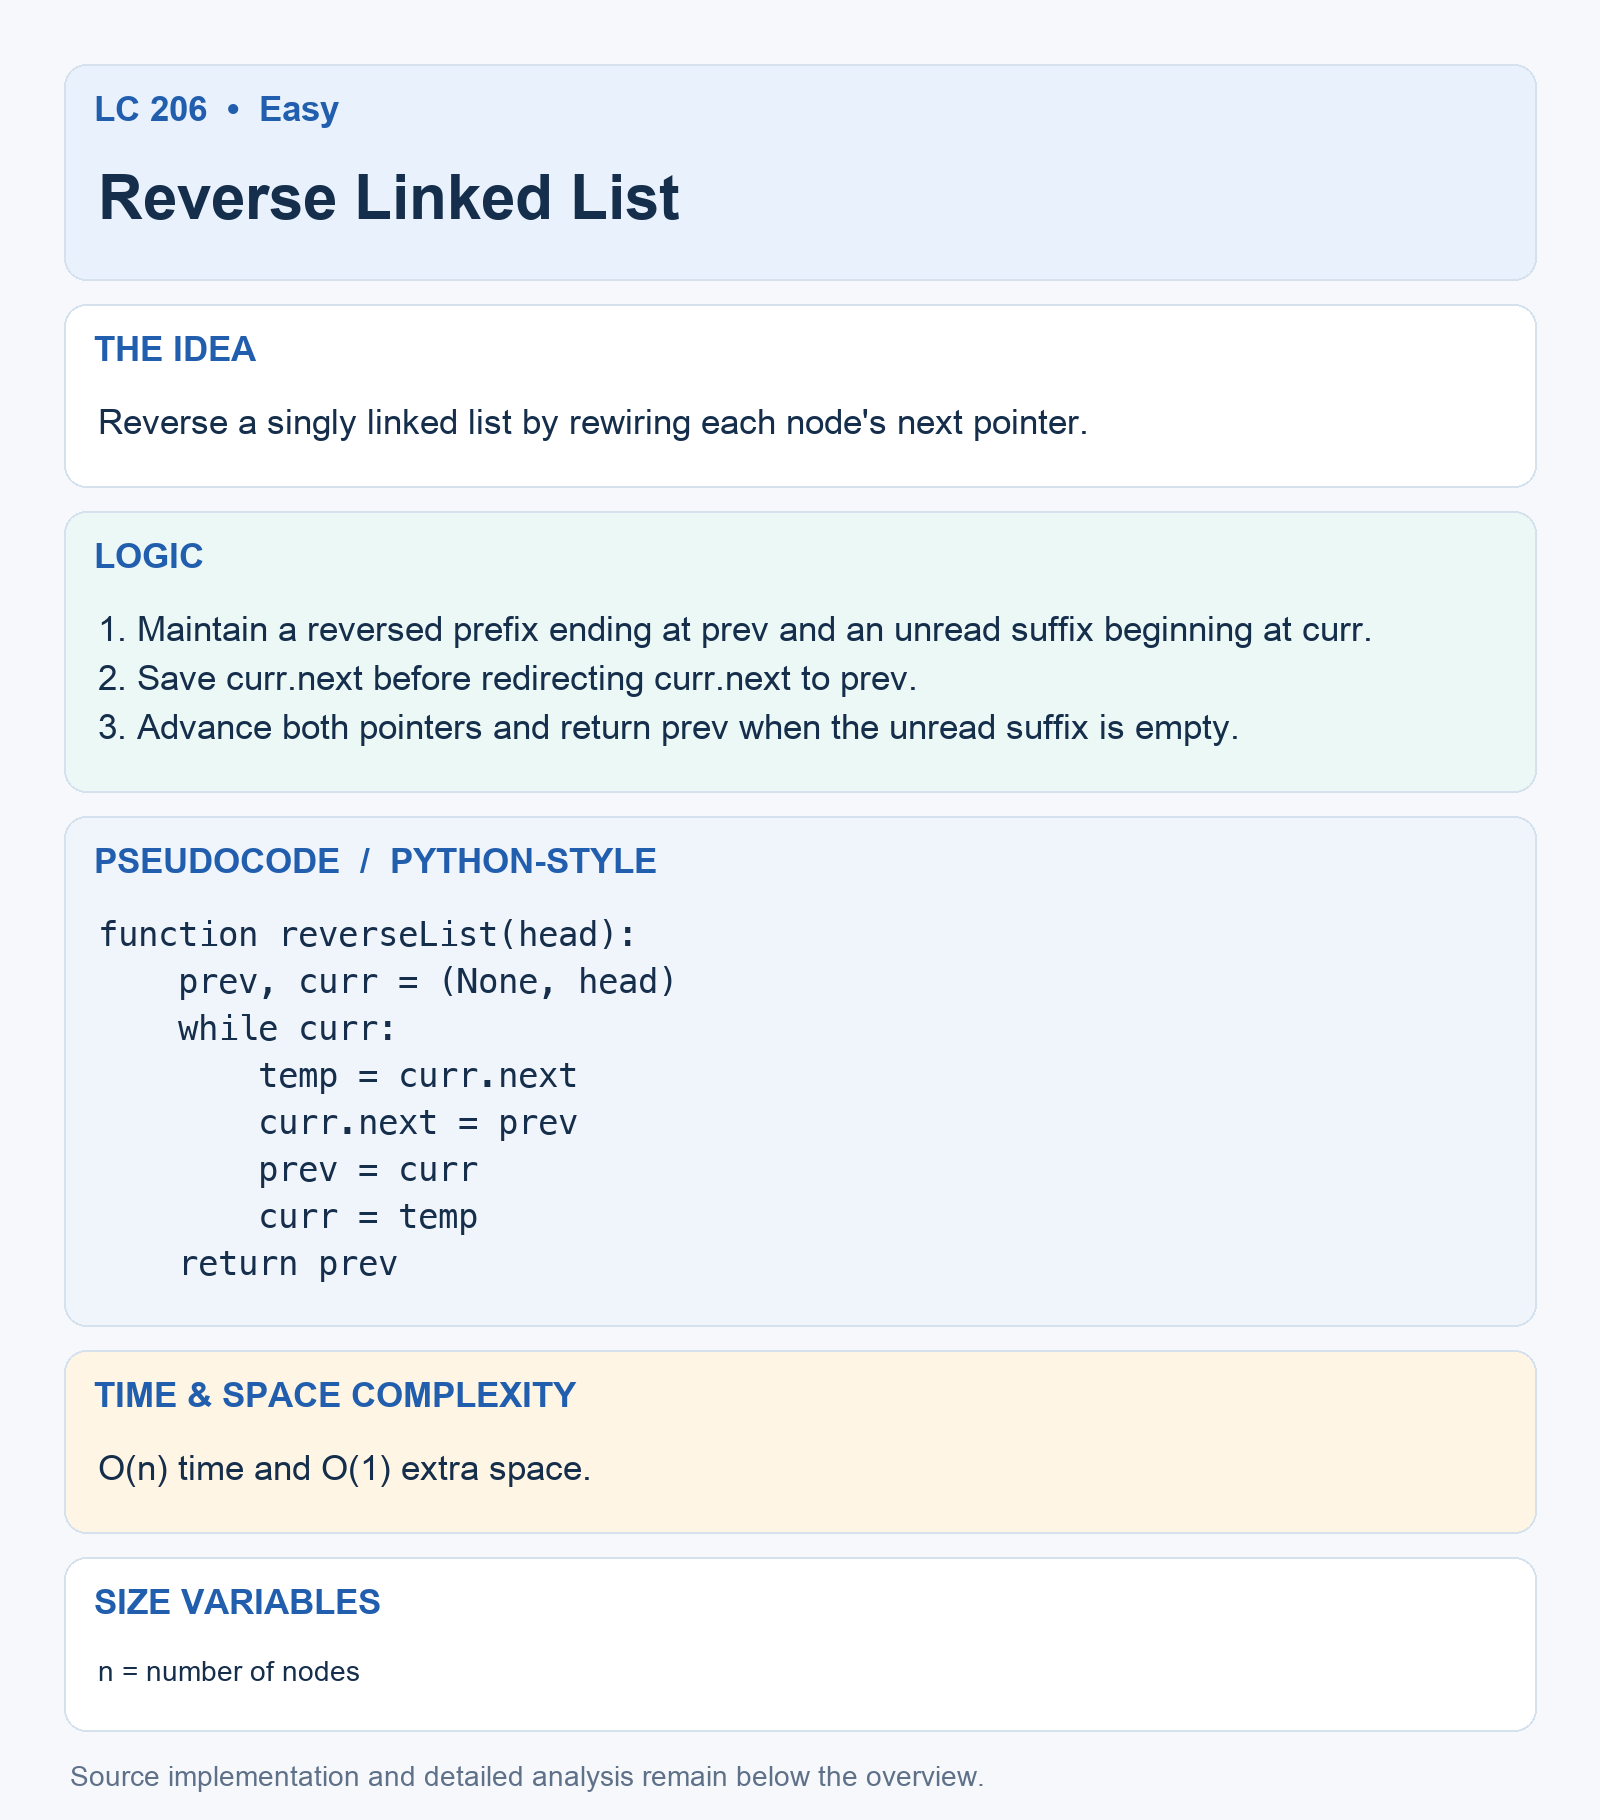 LC 206 • Easy
Reverse Linked List
THE IDEA
Reverse a singly linked list by rewiring each node's next pointer.
LOGIC
1. Maintain a reversed prefix ending at prev and an unread suffix beginning at curr.
2. Save curr.next before redirecting curr.next to prev.
3. Advance both pointers and return prev when the unread suffix is empty.
PSEUDOCODE / PYTHON-STYLE
function reverseList(head):
    prev, curr = (None, head)
    while curr:
        temp = curr.next
        curr.next = prev
        prev = curr
        curr = temp
    return prev
TIME & SPACE COMPLEXITY
O(n) time and O(1) extra space.
SIZE VARIABLES
n = number of nodes
Source implementation and detailed analysis remain below the overview.